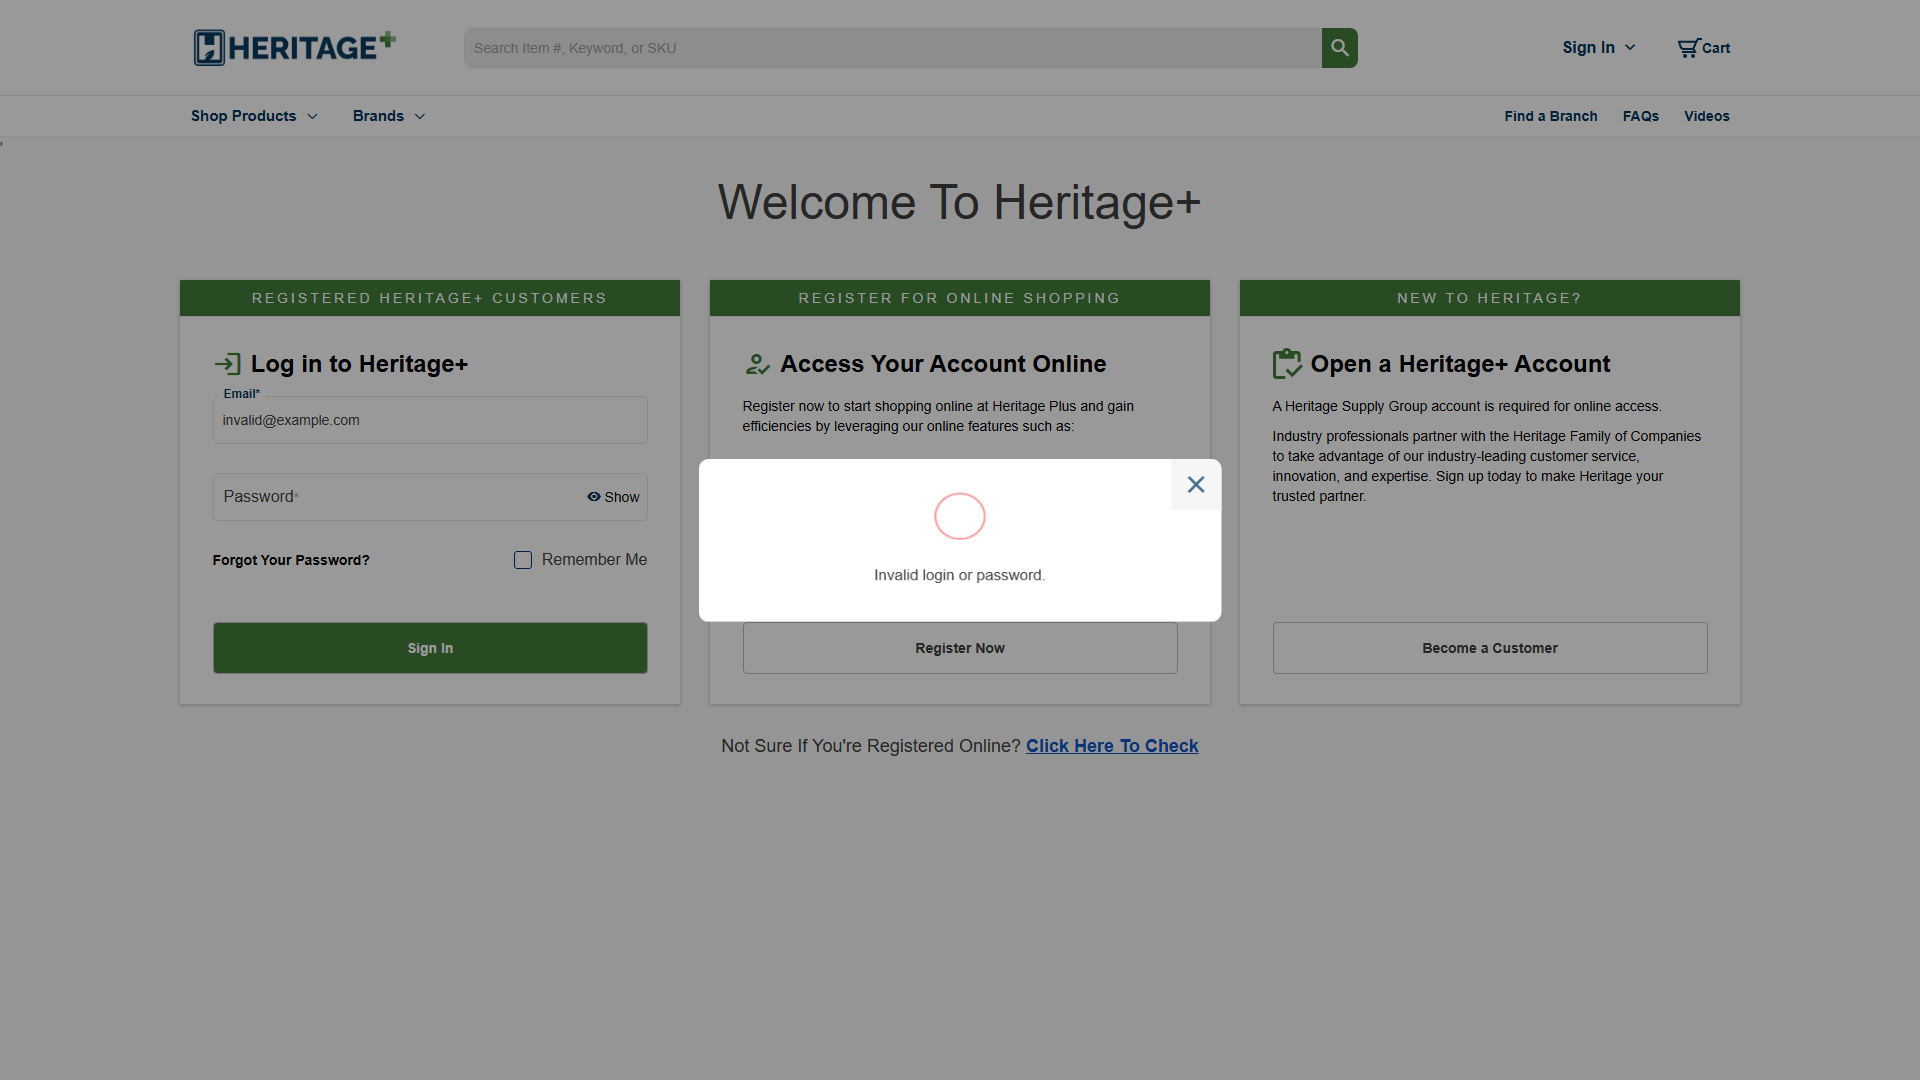 HERITAGE+
Search Item #, Keyword, or SKU
Sign In
Cart
Shop Products
Brands
Find a Branch
FAQs
Videos
'
Welcome To Heritage+
REGISTERED HERITAGE+ CUSTOMERS
Log in to Heritage+
Email*
invalid@example.com
Password*
Show
Forgot Your Password?
Remember Me
Sign In
REGISTER FOR ONLINE SHOPPING
Access Your Account Online
Register now to start shopping online at Heritage Plus and gain
efficiencies by leveraging our online features such as:
Invalid login or password.
Register Now
NEW TO HERITAGE?
Open a Heritage+ Account
A Heritage Supply Group account is required for online access.
Industry professionals partner with the Heritage Family of Companies
to take advantage of our industry-leading customer service,
innovation, and expertise. Sign up today to make Heritage your
trusted partner.
Become a Customer
Not Sure If You're Registered Online? Click Here To Check